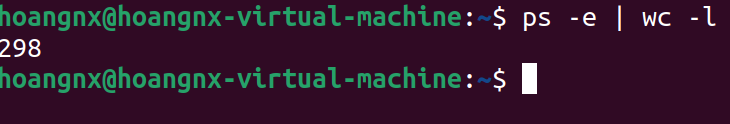 hoangnx@hoangnx-virtual-machine:~$ ps -e | wc -l
298
hoangnx@hoangnx-virtual-machine:~$